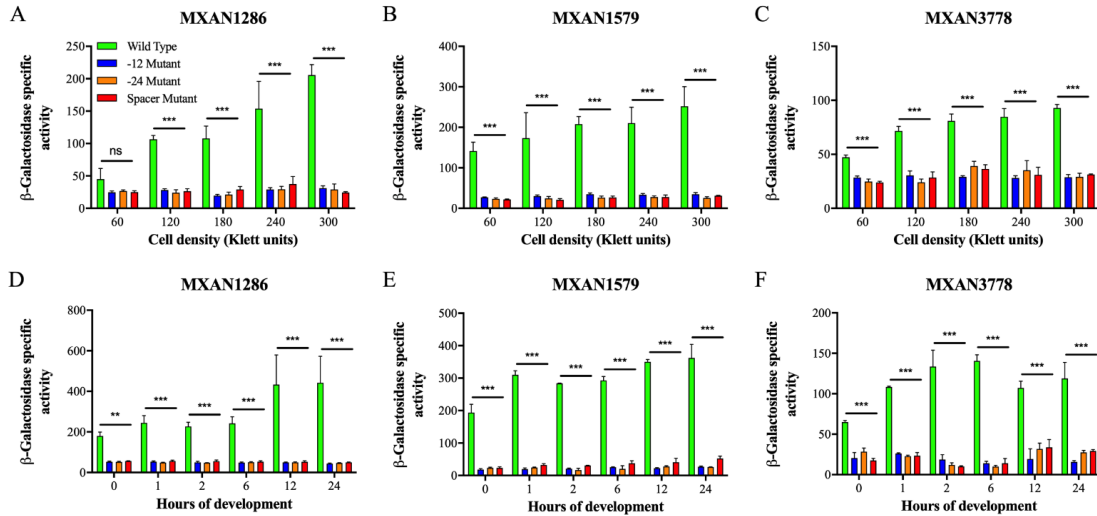 A
MXAN1286
β-Galactosidase specific
activity
250
200
150
100
50
0
Wild Type
-12 Mutant
-24 Mutant
Spacer Mutant
ns
***
***
***
***
60 120 180 240 300
Cell density (Klett units)
B
MXAN1579
β-Galactosidase specific
activity
400
300
200
100
0
***
***
***
***
***
60 120 180 240 300
Cell density (Klett units)
C
MXAN3778
β-Galactosidase specific
activity
150
100
50
0
***
***
***
***
***
60 120 180 240 300
Cell density (Klett units)
D
MXAN1286
β-Galactosidase specific
activity
800
600
400
200
0
**
***
***
***
***
***
0 1 2 6 12 24
Hours of development
E
MXAN1579
β-Galactosidase specific
activity
500
400
300
200
100
0
***
***
***
***
***
***
0 1 2 6 12 24
Hours of development
F
MXAN3778
β-Galactosidase specific
activity
200
150
100
50
0
***
***
***
***
***
***
0 1 2 6 12 24
Hours of development